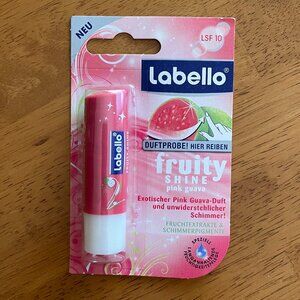 NEU
LSF 10
Labello
DUFTPROBE! HIER REIBEN
fruity
SHINE
pink guava
Exotischer Pink Guava-Duft
und unwiderstehlicher
Schimmer!
FRUCHTEXTRAKTE &
SCHIMMERPIGMENTE
SPEZIELL
Labello